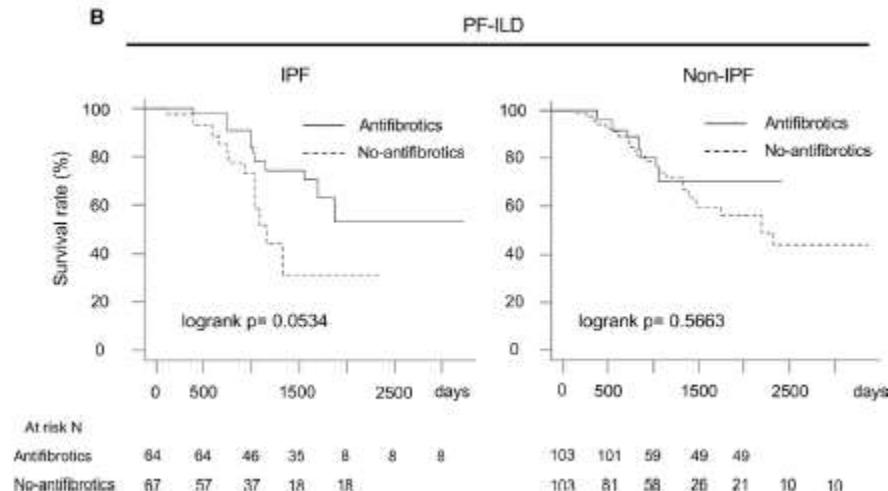 B
PF-ILD
IPF
Non-IPF
100
80
60
40
20
0
Survival rate (%)
Antifibrotics
No-antifibrotics
logrank p= 0.0534
0 500 1500 2500 days
100
80
60
40
20
0
Antifibrotics
No-antifibrotics
logrank p= 0.5663
0 500 1500 2500 days
At risk N
Antifibrotics 64 64 46 35 8 8 8 103 101 59 49 49
No-antifibrotics 67 57 37 18 18 103 81 58 26 21 10 10